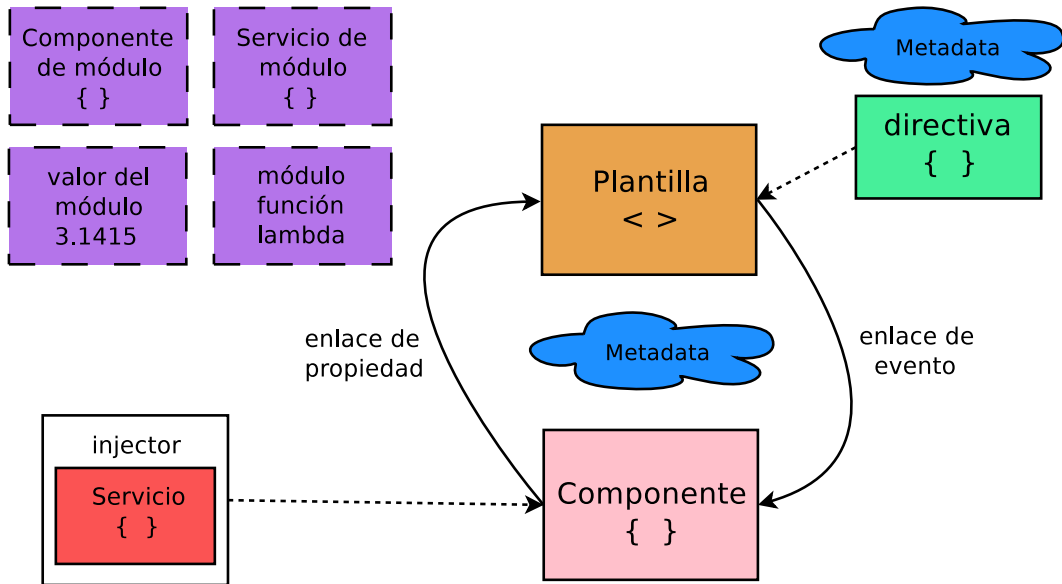 Componente
de módulo
{ }
Servicio de
módulo
{ }
Metadata
directiva
{ }
valor del
módulo
3.1415
módulo
función
lambda
Plantilla
< >
enlace de
propiedad
Metadata
enlace de
evento
injector
Servicio
{ }
Componente
{ }